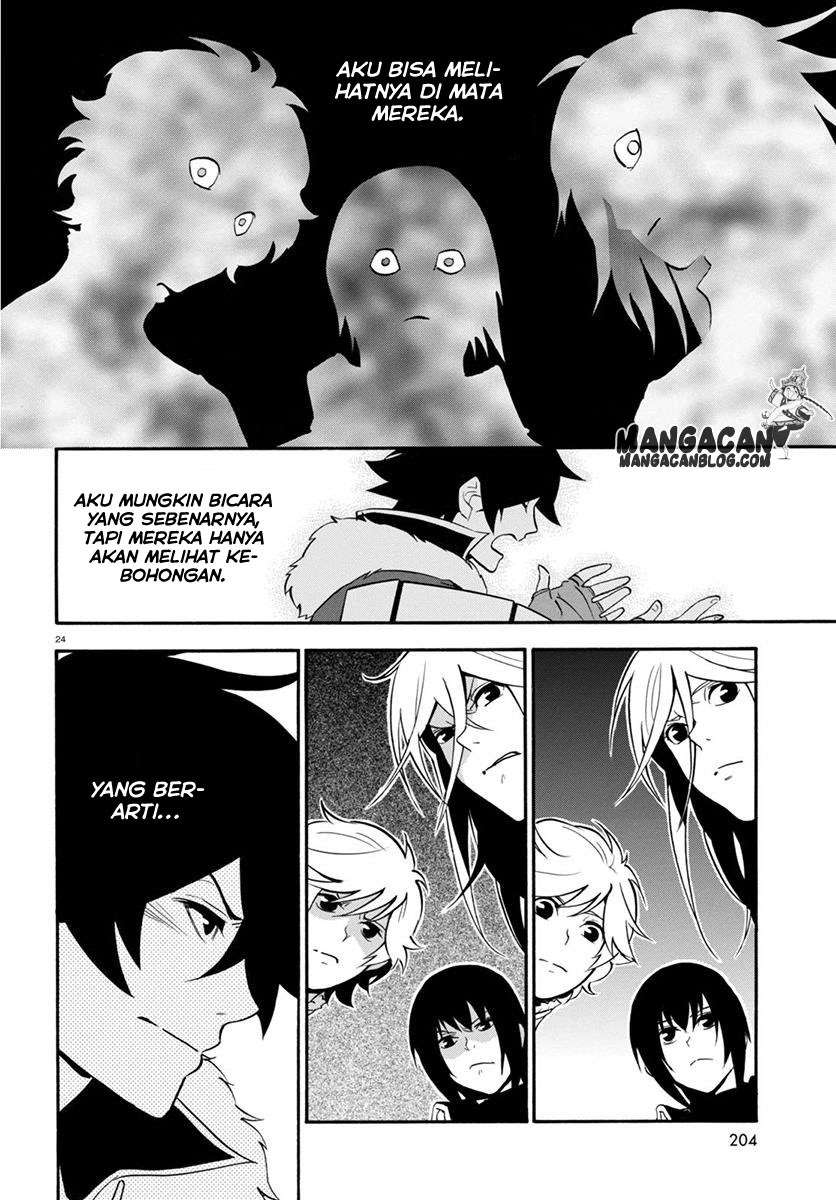 AKU BISA MELI-
HATNYA DI MATA
MEREKA.
MANGACAN
MANGACANBLOG.COM
AKU MUNGKIN BICARA
YANG SEBENARNYA,
TAPI MEREKA HANYA
AKAN MELIHAT KE-
BOHONGAN.
24
YANG BER-
ARTI...
204